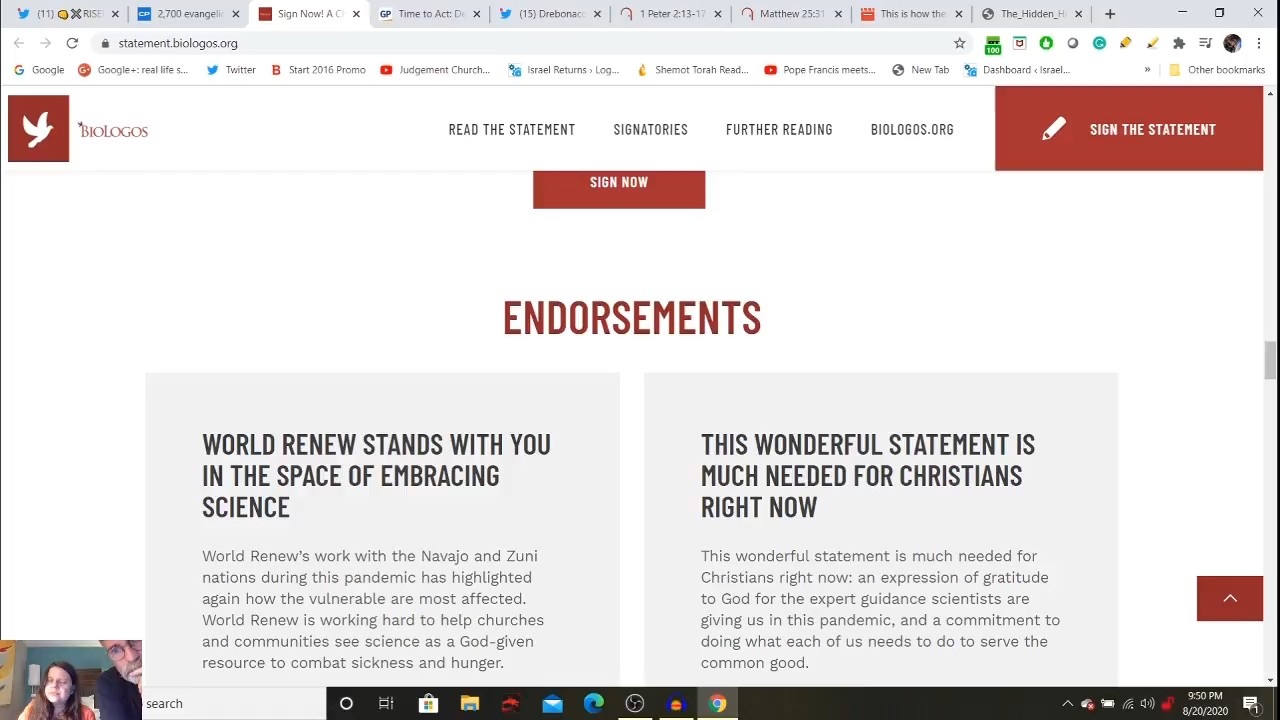 (15) ❌RISE
2,700 evangeli
Sign Now! A C
Time to Act: De
(15) Drebonac
1 Peter 2:13-1
Matthew 25:31
This is how the
The_Hidden_H
statement.biologos.org
100
Google
Google+: real life s...
Twitter
Start 2016 Promo
Judgement Church...
Israel Returns › Log...
Shemot Torah Read...
Pope Francis meets...
New Tab
Dashboard ‹ Israel...
»
Other bookmarks
BIOLOGOS
READ THE STATEMENT
SIGNATORIES
FURTHER READING
BIOLOGOS.ORG
SIGN THE STATEMENT
SIGN NOW
ENDORSEMENTS
WORLD RENEW STANDS WITH YOU
IN THE SPACE OF EMBRACING
SCIENCE
World Renew’s work with the Navajo and Zuni
nations during this pandemic has highlighted
again how the vulnerable are most affected.
World Renew is working hard to help churches
and communities see science as a God-given
resource to combat sickness and hunger.
THIS WONDERFUL STATEMENT IS
MUCH NEEDED FOR CHRISTIANS
RIGHT NOW
This wonderful statement is much needed for
Christians right now: an expression of gratitude
to God for the expert guidance scientists are
giving us in this pandemic, and a commitment to
doing what each of us needs to do to serve the
common good.
search
9:50 PM
8/20/2020